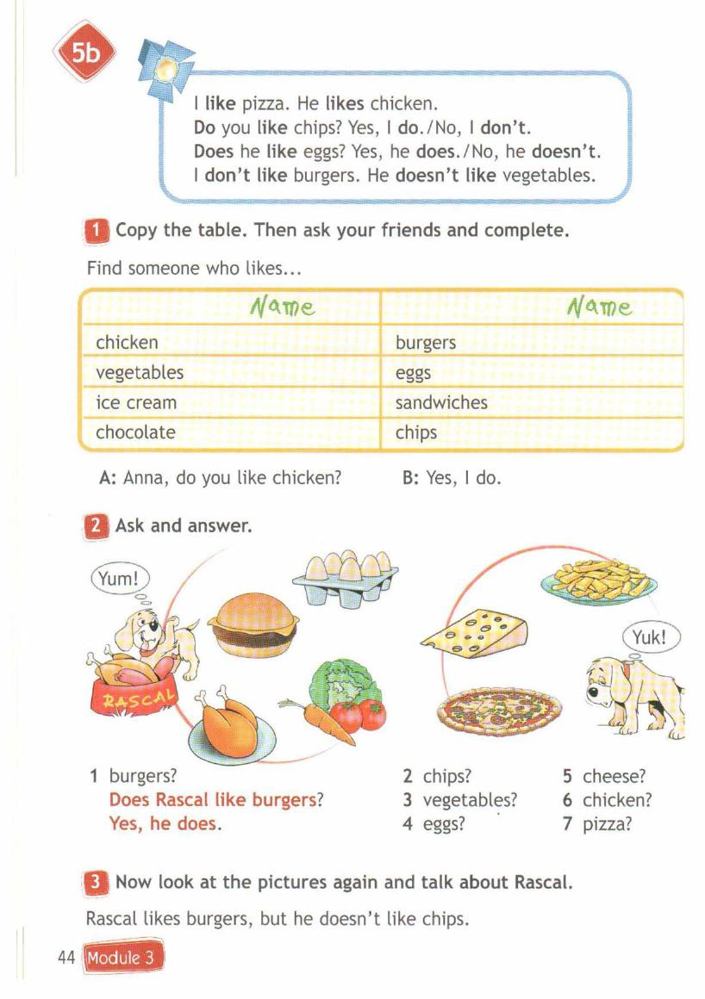 5b
I like pizza. He likes chicken.
Do you like chips? Yes, I do./No, I don't.
Does he like eggs? Yes, he does./No, he doesn't.
I don't like burgers. He doesn't like vegetables.
1 Copy the table. Then ask your friends and complete.
Find someone who likes...
Name Name
chicken burgers
vegetables eggs
ice cream sandwiches
chocolate chips
A: Anna, do you like chicken? B: Yes, I do.
2 Ask and answer.
Yum!
Yuk!
RASCAL
1 burgers? 2 chips? 5 cheese?
Does Rascal like burgers? 3 vegetables? 6 chicken?
Yes, he does. 4 eggs? 7 pizza?
3 Now look at the pictures again and talk about Rascal.
Rascal likes burgers, but he doesn't like chips.
44 Module 3